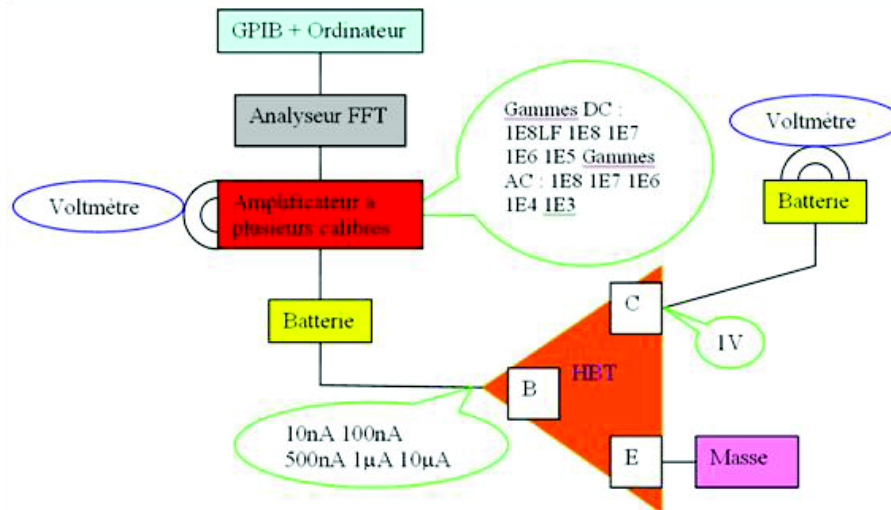 GPIB + Ordinateur
Analyseur FFT
Gammes DC :
1E8LF 1E8 1E7
1E6 1E5 Gammes
AC : 1E8 1E7 1E6
1E4 1E3
Voltmètre
Voltmètre
Amplificateur a
plusieurs calibres
Batterie
Batterie
C
1V
HBT
B
10nA 100nA
500nA 1µA 10µA
E
Masse